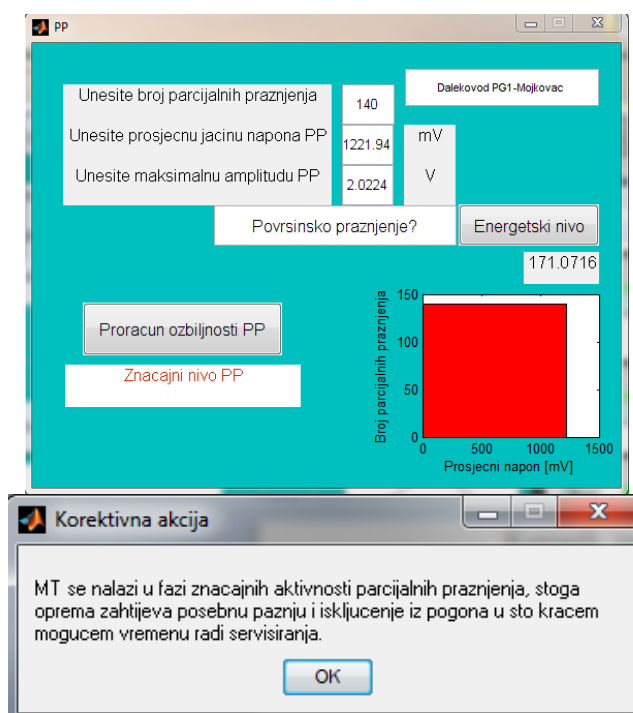 PP
Dalekovod PG1-Mojkovac
Unesite broj parcijalnih praznjenja 140
Unesite prosjecnu jacinu napona PP 1221.94 mV
Unesite maksimalnu amplitudu PP 2.0224 V
Povrsinsko praznjenje? Energetski nivo
171.0716
Proracun ozbiljnosti PP
Znacajni nivo PP
Broj parcijalnih praznjenja
150
100
50
0
0 500 1000 1500
Prosjecni napon [mV]
Korektivna akcija
MT se nalazi u fazi znacajnih aktivnosti parcijalnih praznjenja, stoga
oprema zahtijeva posebnu paznju i iskljucenje iz pogona u sto kracem
mogucem vremenu radi servisiranja.
OK